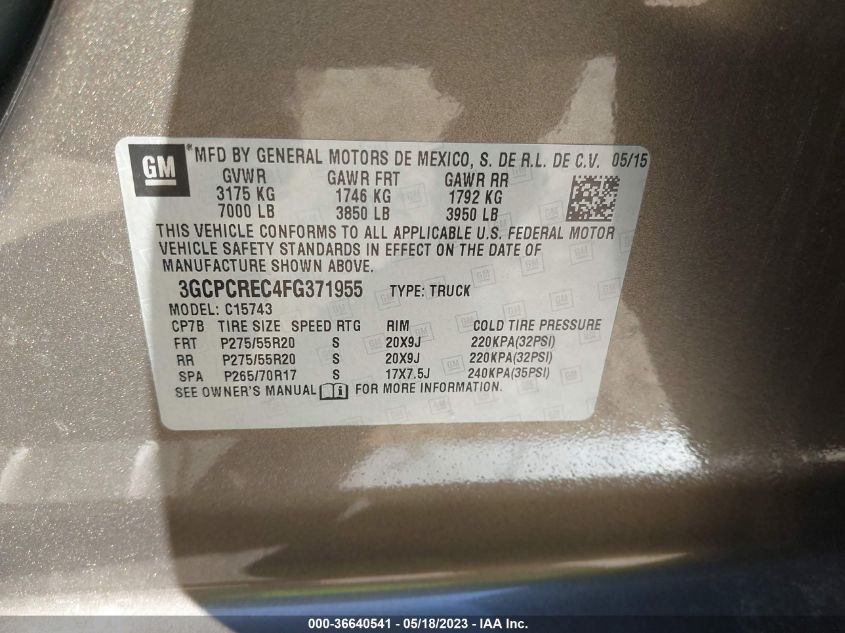 GM *MFD BY GENERAL MOTORS DE MEXICO, S. DE R.L. DE C.V. 05/15
GVWR GAWR FRT GAWR RR
3175 KG 1746 KG 1792 KG
7000 LB 3850 LB 3950 LB
THIS VEHICLE CONFORMS TO ALL APPLICABLE U.S. FEDERAL MOTOR
VEHICLE SAFETY STANDARDS IN EFFECT ON THE DATE OF
MANUFACTURE SHOWN ABOVE.
3GCPCREC4FG371955 TYPE: TRUCK
MODEL: C15743
CP7B TIRE SIZE SPEED RTG RIM COLD TIRE PRESSURE
FRT P275/55R20 S 20X9J 220KPA(32PSI)
RR P275/55R20 S 20X9J 220KPA(32PSI)
SPA P265/70R17 S 17X7.5J 240KPA(35PSI)
SEE OWNER'S MANUAL FOR MORE INFORMATION.
000-36640541 - 05/18/2023 - IAA Inc.